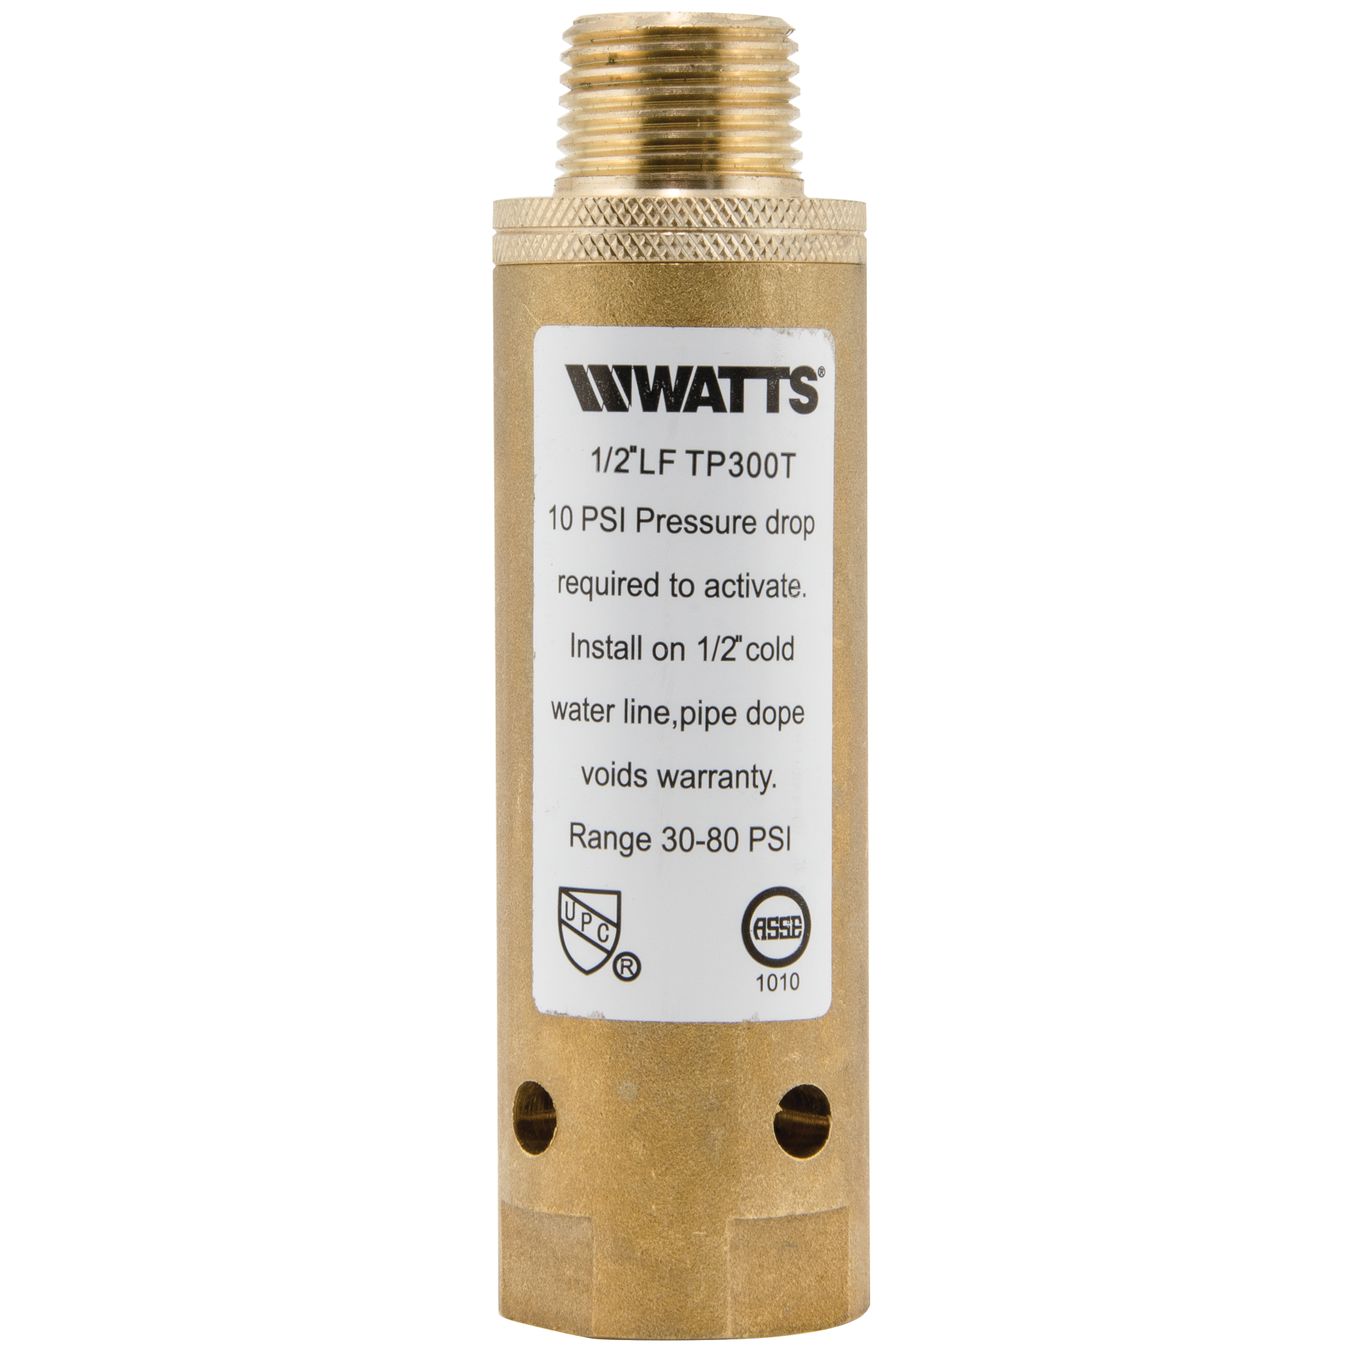 WATTS®
1/2"LF TP300T
10 PSI Pressure drop
required to activate.
Install on 1/2"cold
water line,pipe dope
voids warranty.
Range 30-80 PSI
UPC ® ASSE
1010